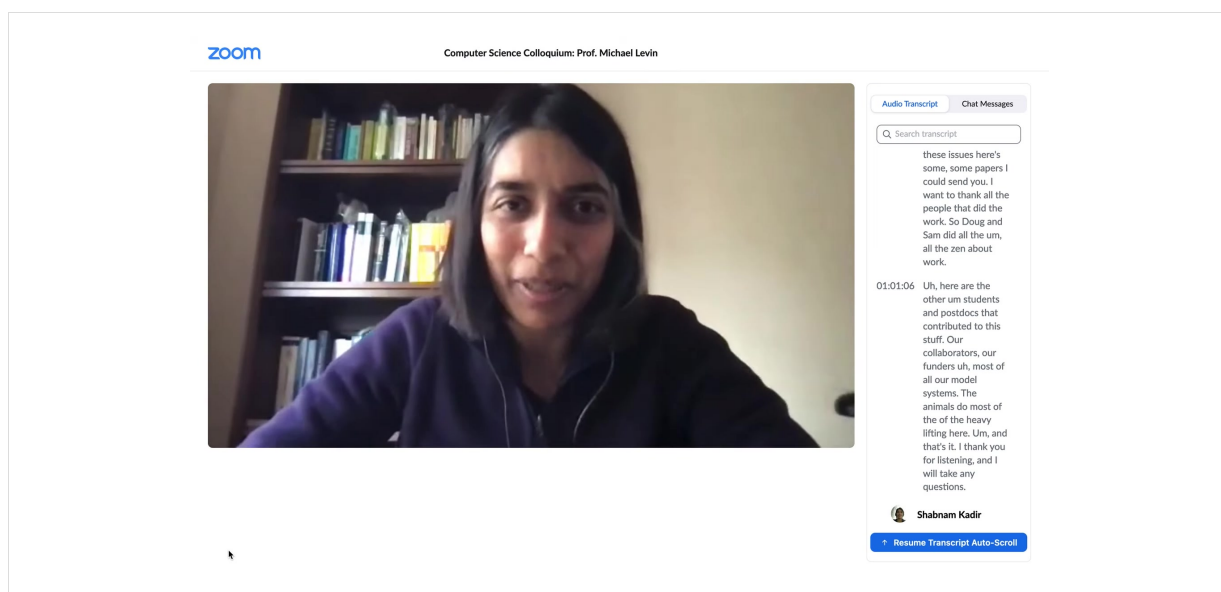 zoom
Computer Science Colloquium: Prof. Michael Levin
Audio Transcript
Chat Messages
Search transcript
these issues here's
some, some papers I
could send you. I
want to thank all the
people that did the
work. So Doug and
Sam did all the um,
all the zen about
work.
01:01:06 Uh, here are the
other um students
and postdocs that
contributed to this
stuff. Our
collaborators, our
funders uh, most of
all our model
systems. The
animals do most of
the of the heavy
lifting here. Um, and
that's it. I thank you
for listening, and I
will take any
questions.
Shabnam Kadir
↑ Resume Transcript Auto-Scroll